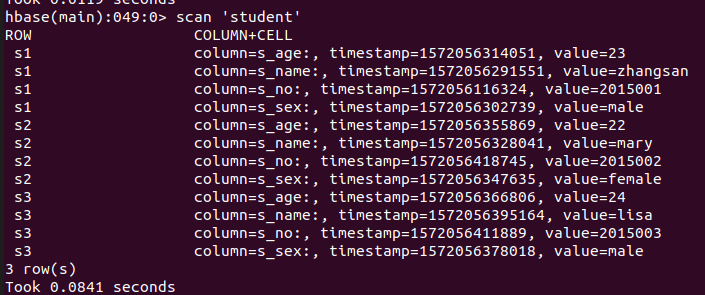 Took 0.0119 seconds
hbase(main):049:0> scan 'student'
ROW COLUMN+CELL
s1 column=s_age:, timestamp=1572056314051, value=23
s1 column=s_name:, timestamp=1572056291551, value=zhangsan
s1 column=s_no:, timestamp=1572056116324, value=2015001
s1 column=s_sex:, timestamp=1572056302739, value=male
s2 column=s_age:, timestamp=1572056355869, value=22
s2 column=s_name:, timestamp=1572056328041, value=mary
s2 column=s_no:, timestamp=1572056418745, value=2015002
s2 column=s_sex:, timestamp=1572056347635, value=female
s3 column=s_age:, timestamp=1572056366806, value=24
s3 column=s_name:, timestamp=1572056395164, value=lisa
s3 column=s_no:, timestamp=1572056411889, value=2015003
s3 column=s_sex:, timestamp=1572056378018, value=male
3 row(s)
Took 0.0841 seconds